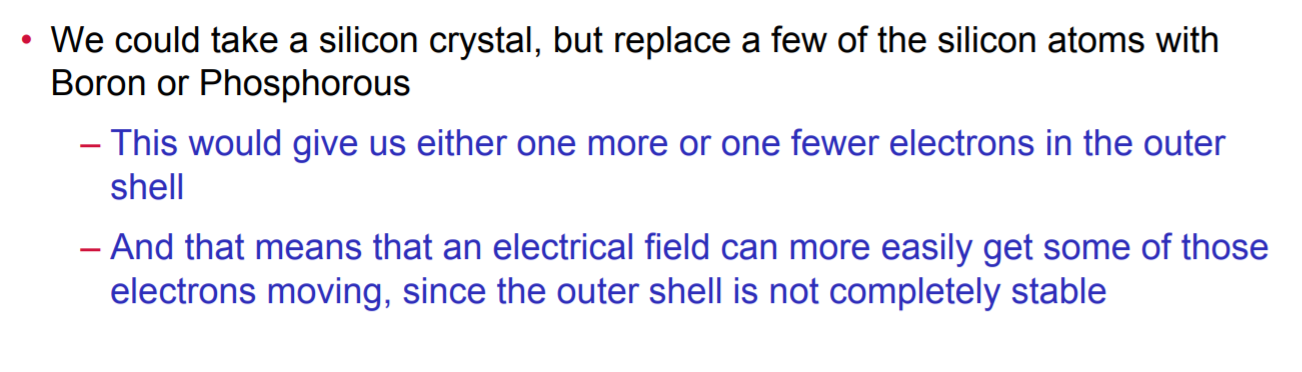 • We could take a silicon crystal, but replace a few of the silicon atoms with
Boron or Phosphorous
– This would give us either one more or one fewer electrons in the outer
shell
– And that means that an electrical field can more easily get some of those
electrons moving, since the outer shell is not completely stable